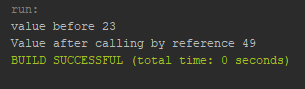 run:
value before 23
Value after calling by reference 49
BUILD SUCCESSFUL (total time: 0 seconds)